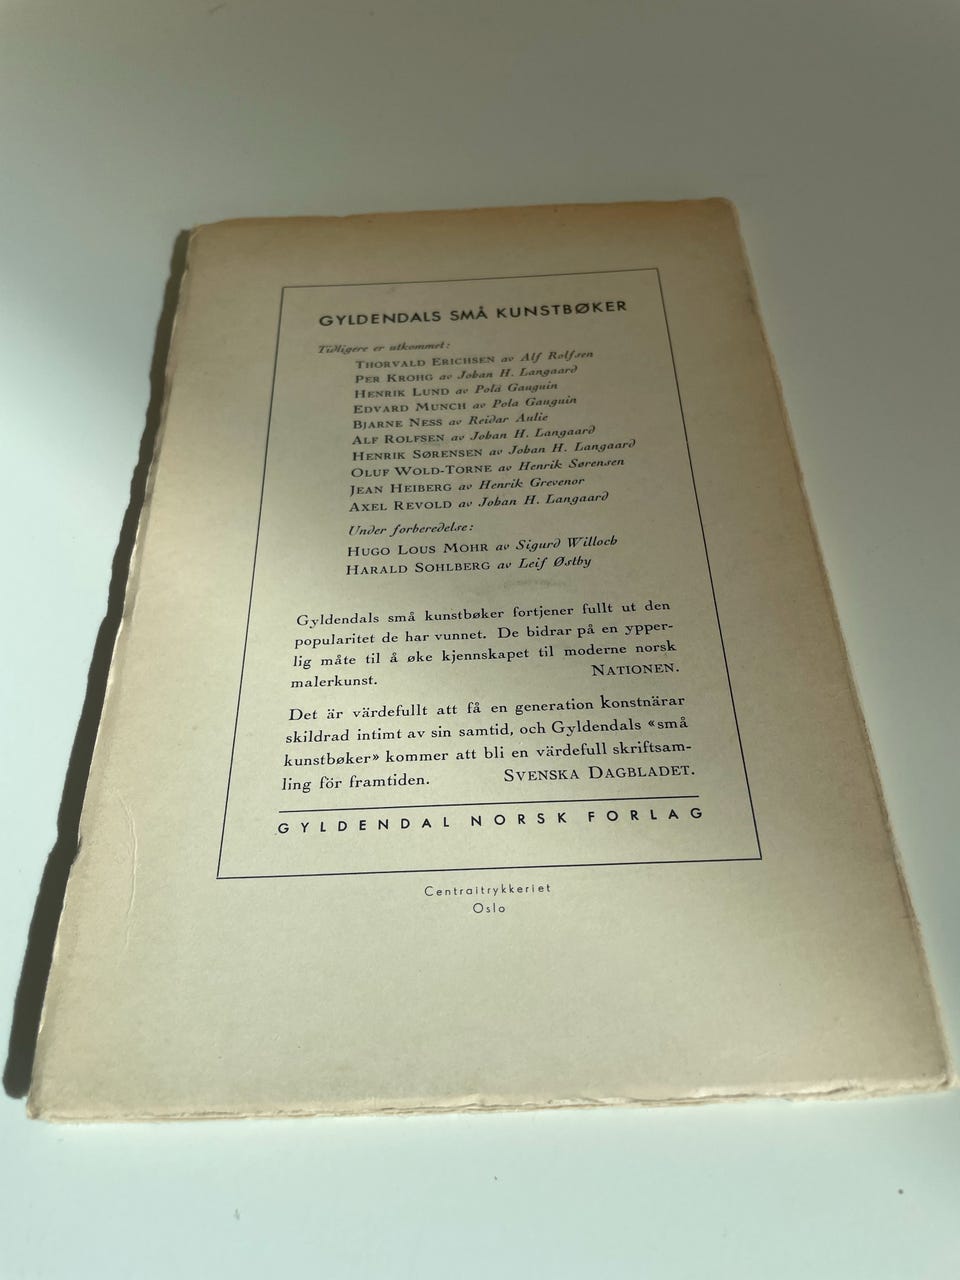 GYLDENDALS SMÅ KUNSTBØKER
Tidligere er utkommet:
THORVALD ERICHSEN av Alf Rolfsen
PER KROHG av Johan H. Langaard
HENRIK LUND av Pola Gauguin
EDVARD MUNCH av Pola Gauguin
BJARNE NESS av Reidar Aulie
ALF ROLFSEN av Johan H. Langaard
HENRIK SØRENSEN av Johan H. Langaard
OLUF WOLD-TORNE av Henrik Sørensen
JEAN HEIBERG av Henrik Grevenor
AXEL REVOLD av Johan H. Langaard
Under forberedelse:
HUGO LOUS MOHR av Sigurd Willoch
HARALD SOHLBERG av Leif Østby
Gyldendals små kunstbøker fortjener fullt ut den
popularitet de har vunnet. De bidrar på en ypper-
lig måte til å øke kjennskapet til moderne norsk
malerkunst. NATIONEN.
Det är värdefullt att få en generation konstnärar
skildrad intimt av sin samtid, och Gyldendals «små
kunstbøker» kommer att bli en värdefull skriftsam-
ling för framtiden. SVENSKA DAGBLADET.
GYLDENDAL NORSK FORLAG
Centraltrykkeriet
Oslo